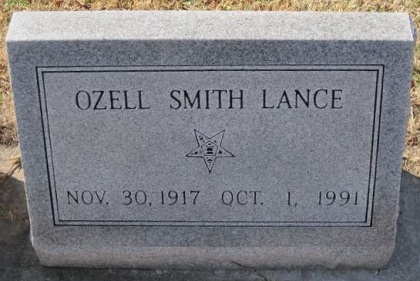 OZELL SMITH LANCE
NOV. 30, 1917 OCT. 1, 1991